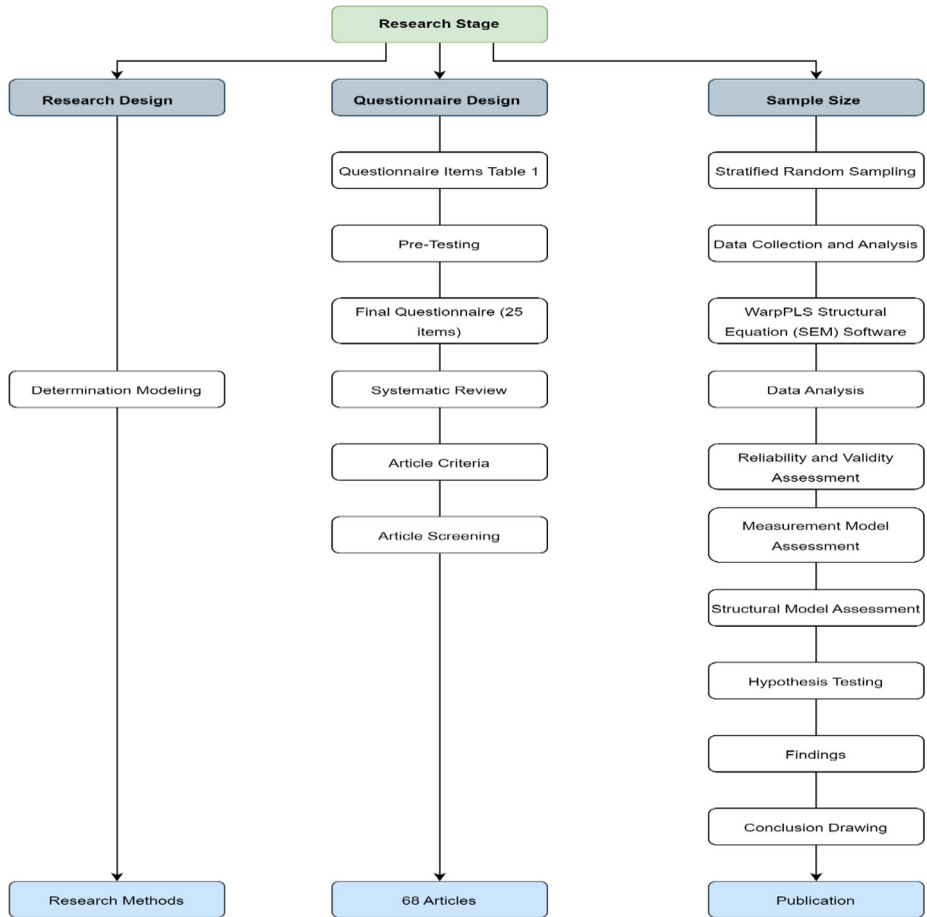 Research Stage
Research Design
Questionnaire Design
Sample Size
Questionnaire Items Table 1
Stratified Random Sampling
Pre-Testing
Data Collection and Analysis
Final Questionnaire (25
items)
WarpPLS Structural
Equation (SEM) Software
Determination Modeling
Systematic Review
Data Analysis
Article Criteria
Reliability and Validity
Assessment
Article Screening
Measurement Model
Assessment
Structural Model Assessment
Hypothesis Testing
Findings
Conclusion Drawing
Research Methods
68 Articles
Publication